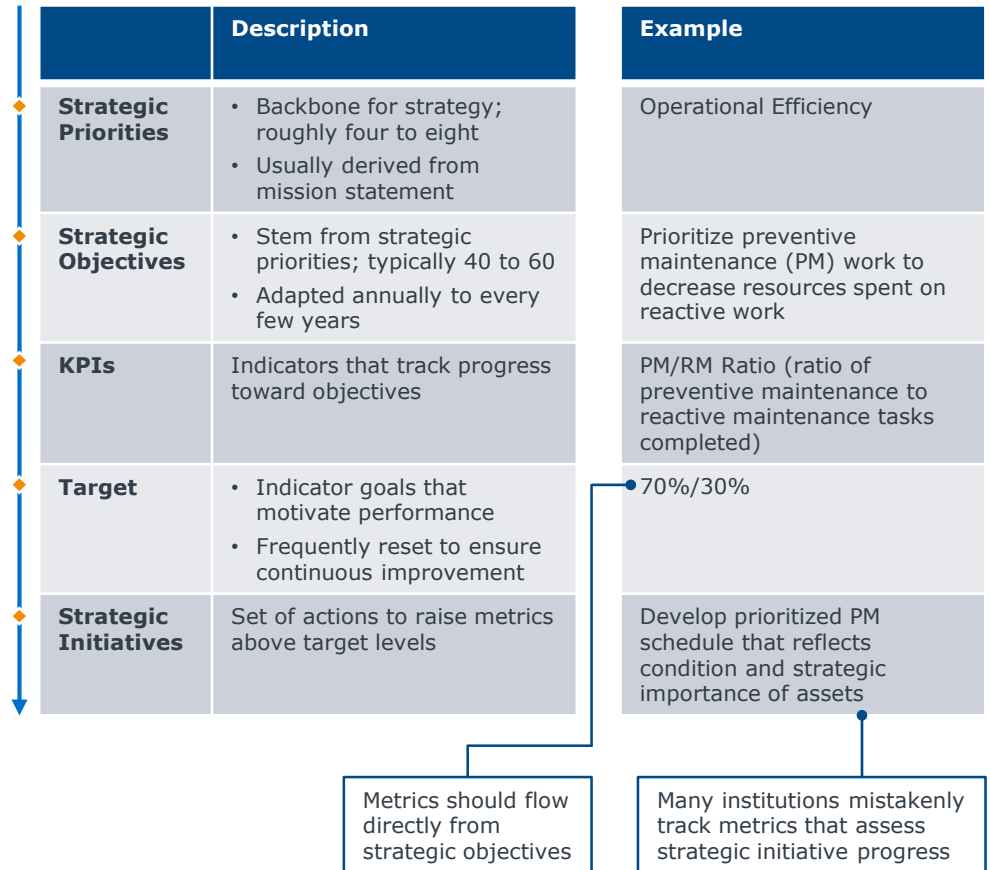 Description
Example
Strategic
Priorities
• Backbone for strategy;
roughly four to eight
• Usually derived from
mission statement
Operational Efficiency
Strategic
Objectives
• Stem from strategic
priorities; typically 40 to 60
• Adapted annually to every
few years
Prioritize preventive
maintenance (PM) work to
decrease resources spent on
reactive work
KPIs
Indicators that track progress
toward objectives
PM/RM Ratio (ratio of
preventive maintenance to
reactive maintenance tasks
completed)
Target
• Indicator goals that
motivate performance
• Frequently reset to ensure
continuous improvement
70%/30%
Strategic
Initiatives
Set of actions to raise metrics
above target levels
Develop prioritized PM
schedule that reflects
condition and strategic
importance of assets
Metrics should flow
directly from
strategic objectives
Many institutions mistakenly
track metrics that assess
strategic initiative progress